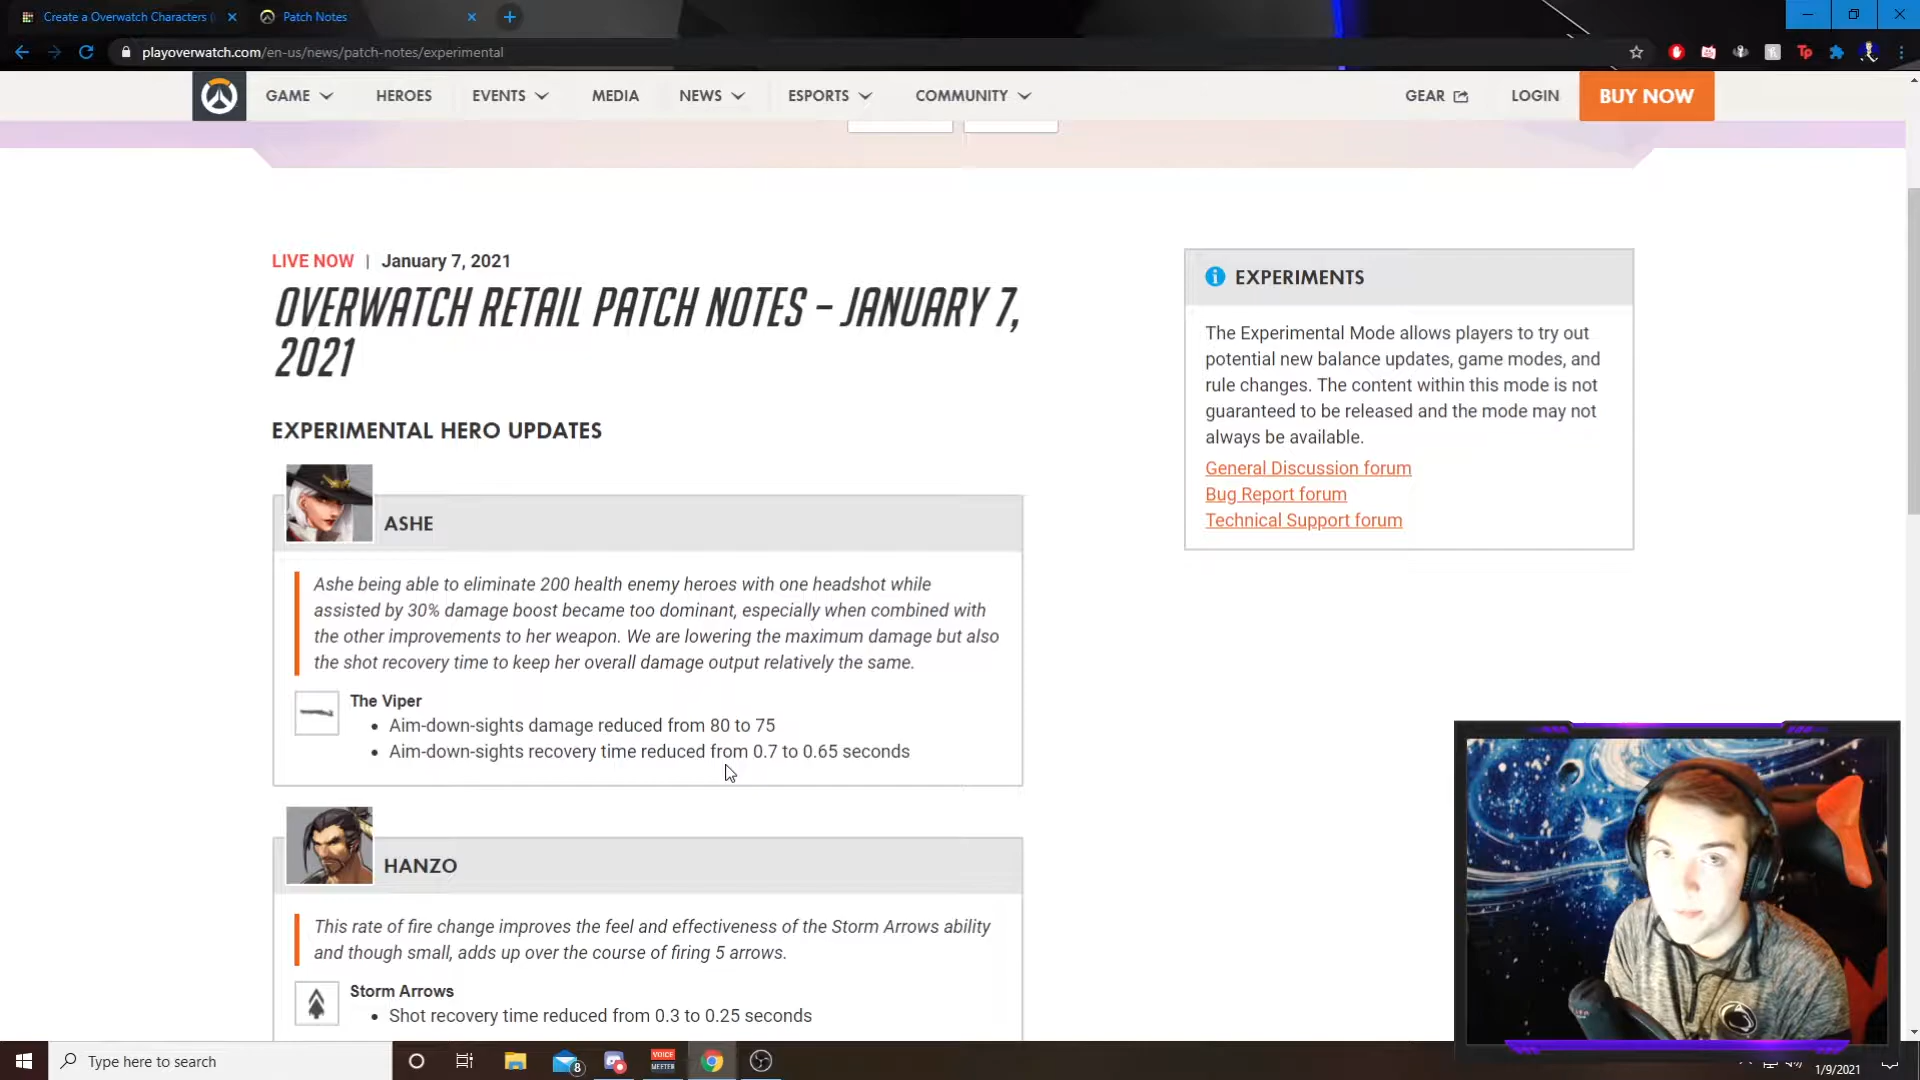 Create a Overwatch Characters
Patch Notes
playoverwatch.com/en-us/news/patch-notes/experimental
GAME
HEROES
EVENTS
MEDIA
NEWS
ESPORTS
COMMUNITY
GEAR
LOGIN
BUY NOW
LIVE NOW | January 7, 2021
OVERWATCH RETAIL PATCH NOTES – JANUARY 7,
2021
EXPERIMENTAL HERO UPDATES
ASHE
Ashe being able to eliminate 200 health enemy heroes with one headshot while
assisted by 30% damage boost became too dominant, especially when combined with
the other improvements to her weapon. We are lowering the maximum damage but also
the shot recovery time to keep her overall damage output relatively the same.
The Viper
• Aim-down-sights damage reduced from 80 to 75
• Aim-down-sights recovery time reduced from 0.7 to 0.65 seconds
HANZO
This rate of fire change improves the feel and effectiveness of the Storm Arrows ability
and though small, adds up over the course of firing 5 arrows.
Storm Arrows
• Shot recovery time reduced from 0.3 to 0.25 seconds
EXPERIMENTS
The Experimental Mode allows players to try out
potential new balance updates, game modes, and
rule changes. The content within this mode is not
guaranteed to be released and the mode may not
always be available.
General Discussion forum
Bug Report forum
Technical Support forum
Type here to search
8
VOICE
MEETER
1/9/2021